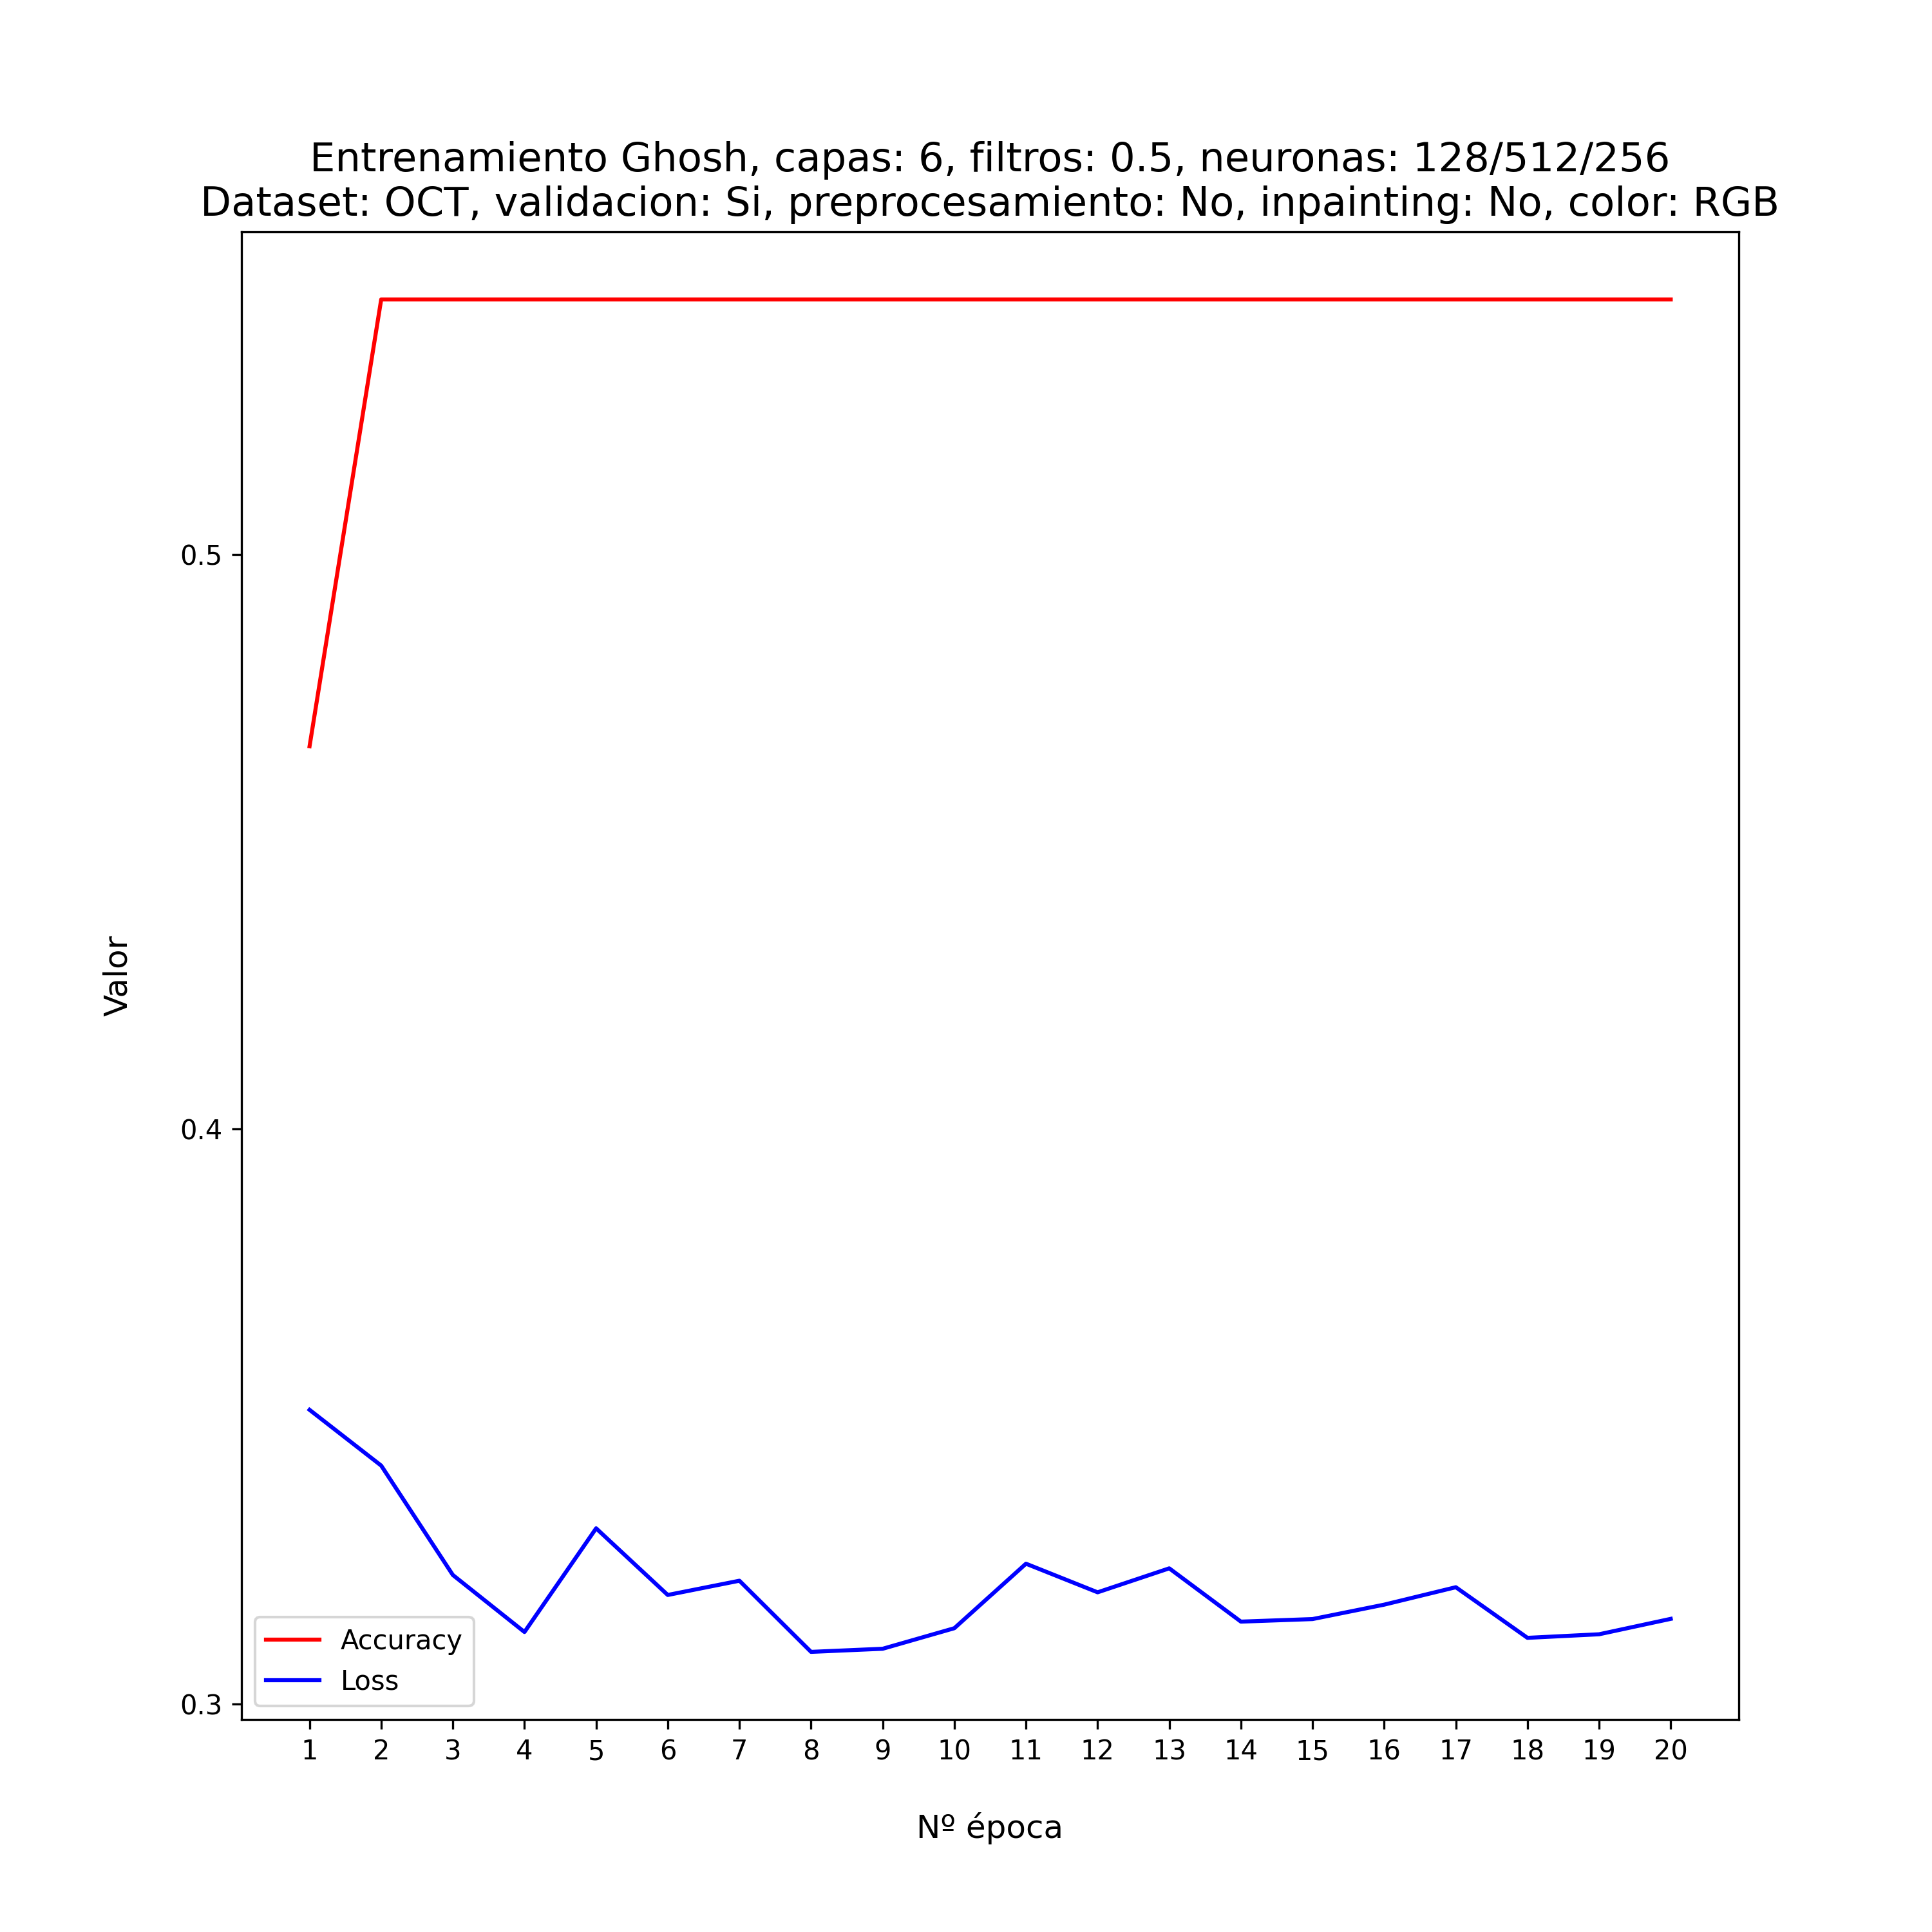 Entrenamiento Ghosh, capas: 6, filtros: 0.5, neuronas: 128/512/256
Dataset: OCT, validacion: Si, preprocesamiento: No, inpainting: No, color: RGB
0.5
0.4
0.3
Valor
Accuracy
Loss
1 2 3 4 5 6 7 8 9 10 11 12 13 14 15 16 17 18 19 20
Nº época